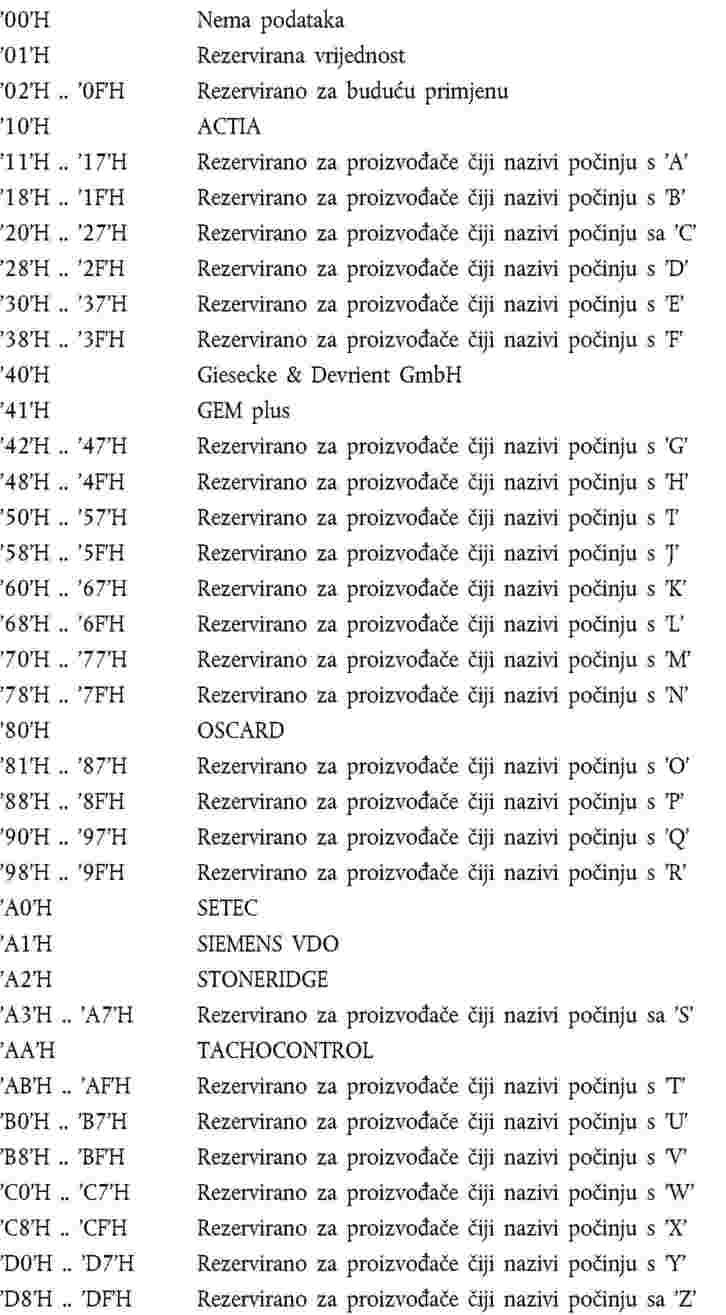 '00'H Nema podataka
'01'H Rezervirana vrijednost
'02'H .. '0F'H Rezervirano za buduću primjenu
'10'H ACTIA
'11'H .. '17'H Rezervirano za proizvođače čiji nazivi počinju s 'A'
'18'H .. '1F'H Rezervirano za proizvođače čiji nazivi počinju s 'B'
'20'H .. '27'H Rezervirano za proizvođače čiji nazivi počinju sa 'C'
'28'H .. '2F'H Rezervirano za proizvođače čiji nazivi počinju s 'D'
'30'H .. '37'H Rezervirano za proizvođače čiji nazivi počinju s 'E'
'38'H .. '3F'H Rezervirano za proizvođače čiji nazivi počinju s 'F'
'40'H Giesecke & Devrient GmbH
'41'H GEM plus
'42'H .. '47'H Rezervirano za proizvođače čiji nazivi počinju s 'G'
'48'H .. '4F'H Rezervirano za proizvođače čiji nazivi počinju s 'H'
'50'H .. '57'H Rezervirano za proizvođače čiji nazivi počinju s 'I'
'58'H .. '5F'H Rezervirano za proizvođače čiji nazivi počinju s 'J'
'60'H .. '67'H Rezervirano za proizvođače čiji nazivi počinju s 'K'
'68'H .. '6F'H Rezervirano za proizvođače čiji nazivi počinju s 'L'
'70'H .. '77'H Rezervirano za proizvođače čiji nazivi počinju s 'M'
'78'H .. '7F'H Rezervirano za proizvođače čiji nazivi počinju s 'N'
'80'H OSCARD
'81'H .. '87'H Rezervirano za proizvođače čiji nazivi počinju s 'O'
'88'H .. '8F'H Rezervirano za proizvođače čiji nazivi počinju s 'P'
'90'H .. '97'H Rezervirano za proizvođače čiji nazivi počinju s 'Q'
'98'H .. '9F'H Rezervirano za proizvođače čiji nazivi počinju s 'R'
'A0'H SETEC
'A1'H SIEMENS VDO
'A2'H STONERIDGE
'A3'H .. 'A7'H Rezervirano za proizvođače čiji nazivi počinju sa 'S'
'AA'H TACHOCONTROL
'AB'H .. 'AF'H Rezervirano za proizvođače čiji nazivi počinju s 'T'
'B0'H .. 'B7'H Rezervirano za proizvođače čiji nazivi počinju s 'U'
'B8'H .. 'BF'H Rezervirano za proizvođače čiji nazivi počinju s 'V'
'C0'H .. 'C7'H Rezervirano za proizvođače čiji nazivi počinju s 'W'
'C8'H .. 'CF'H Rezervirano za proizvođače čiji nazivi počinju s 'X'
'D0'H .. 'D7'H Rezervirano za proizvođače čiji nazivi počinju s 'Y'
'D8'H .. 'DF'H Rezervirano za proizvođače čiji nazivi počinju sa 'Z'